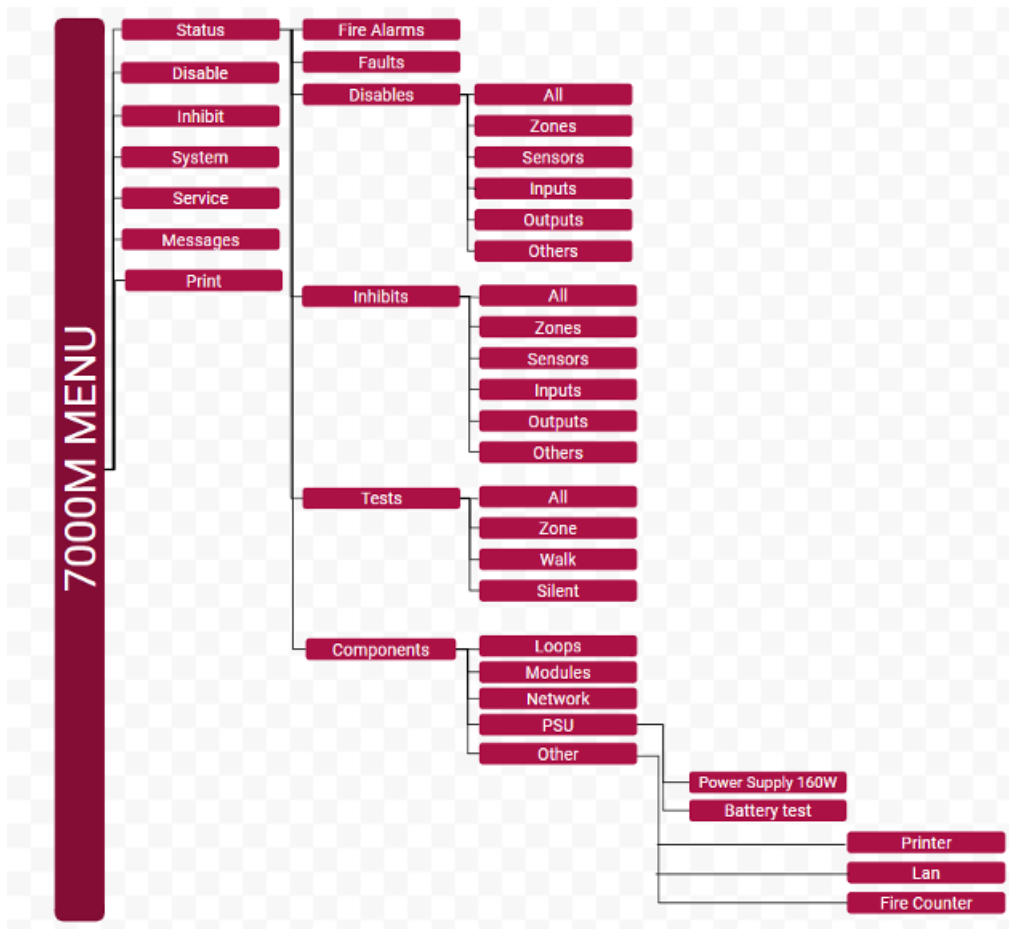 7000M MENU
Status
Disable
Inhibit
System
Service
Messages
Print
Fire Alarms
Faults
Disables
All
Zones
Sensors
Inputs
Outputs
Others
Inhibits
All
Zones
Sensors
Inputs
Outputs
Others
Tests
All
Zone
Walk
Silent
Components
Loops
Modules
Network
PSU
Other
Power Supply 160W
Battery test
Printer
Lan
Fire Counter